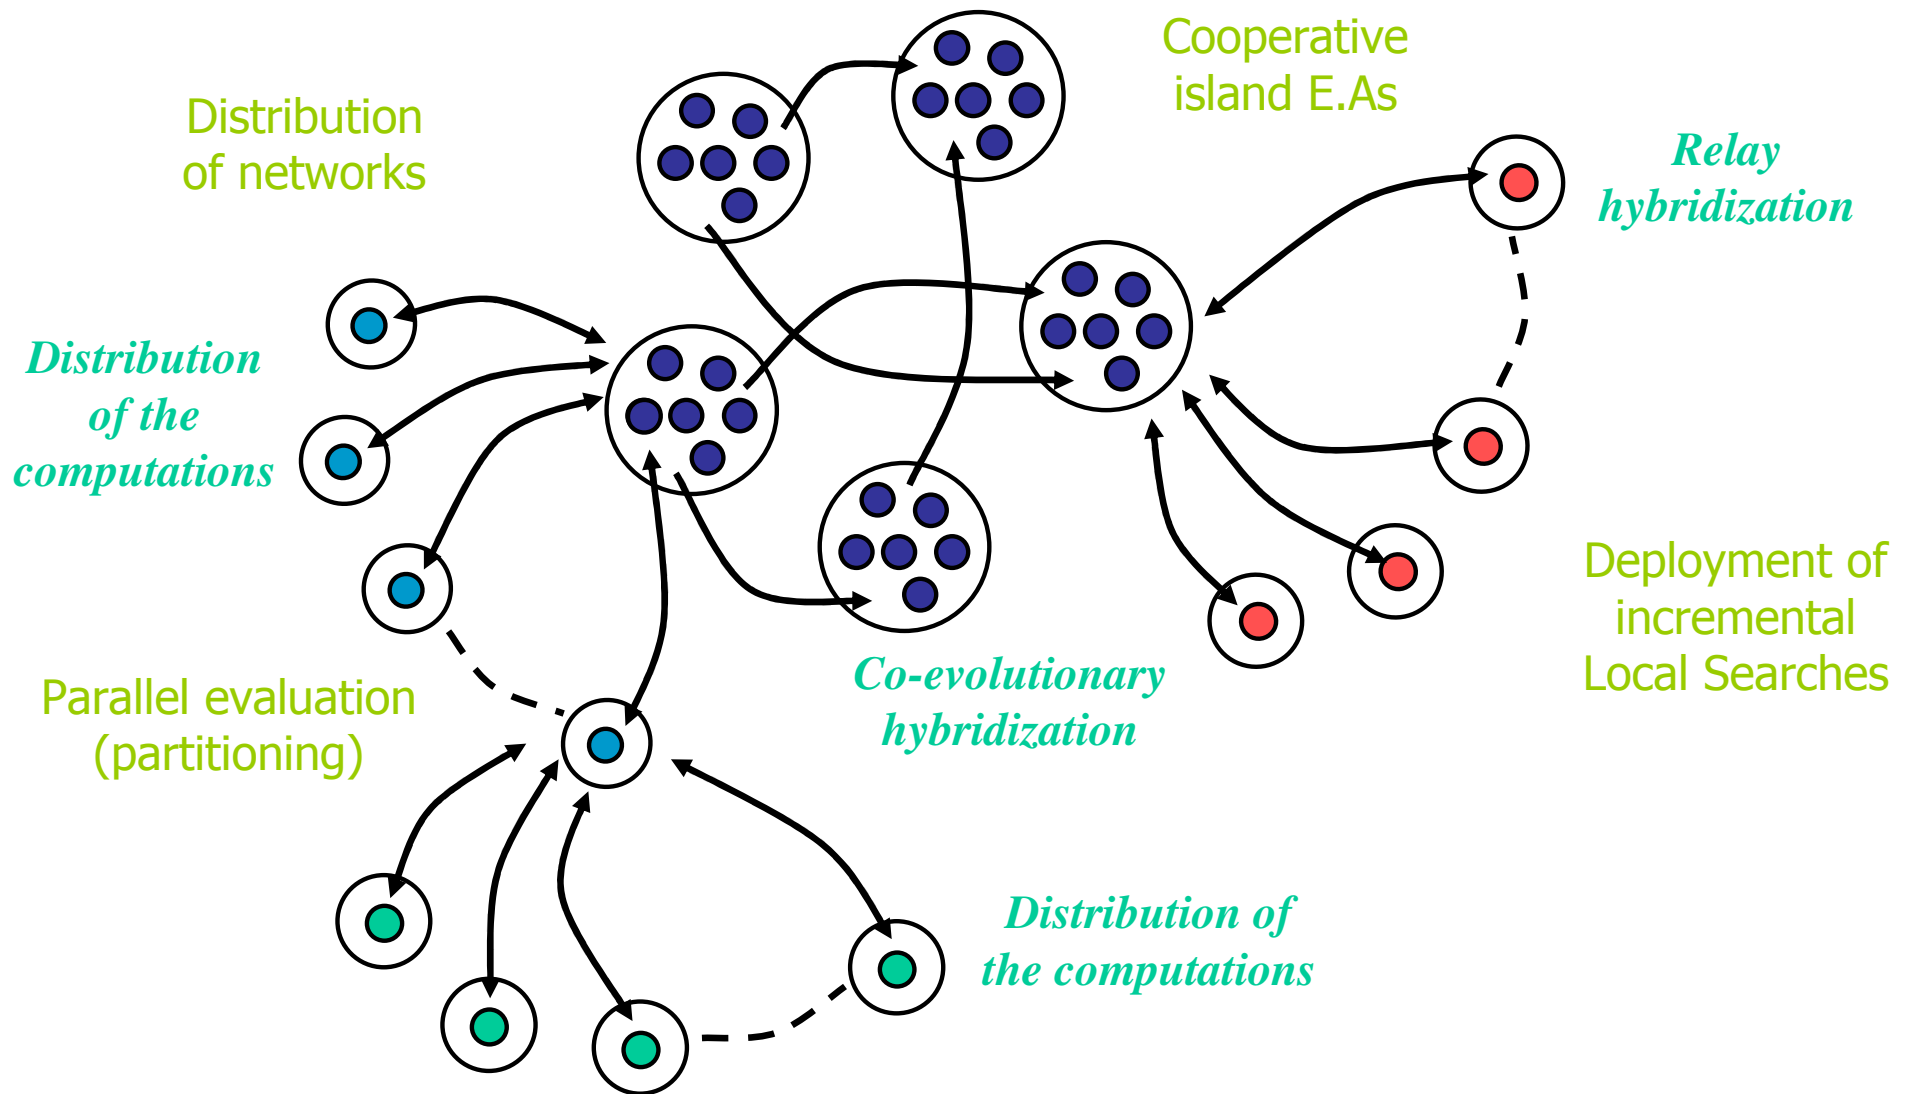 Cooperative
island E.As
Distribution
of networks
Relay
hybridization
Distribution
of the
computations
Deployment of
incremental
Local Searches
Co-evolutionary
hybridization
Parallel evaluation
(partitioning)
Distribution of
the computations